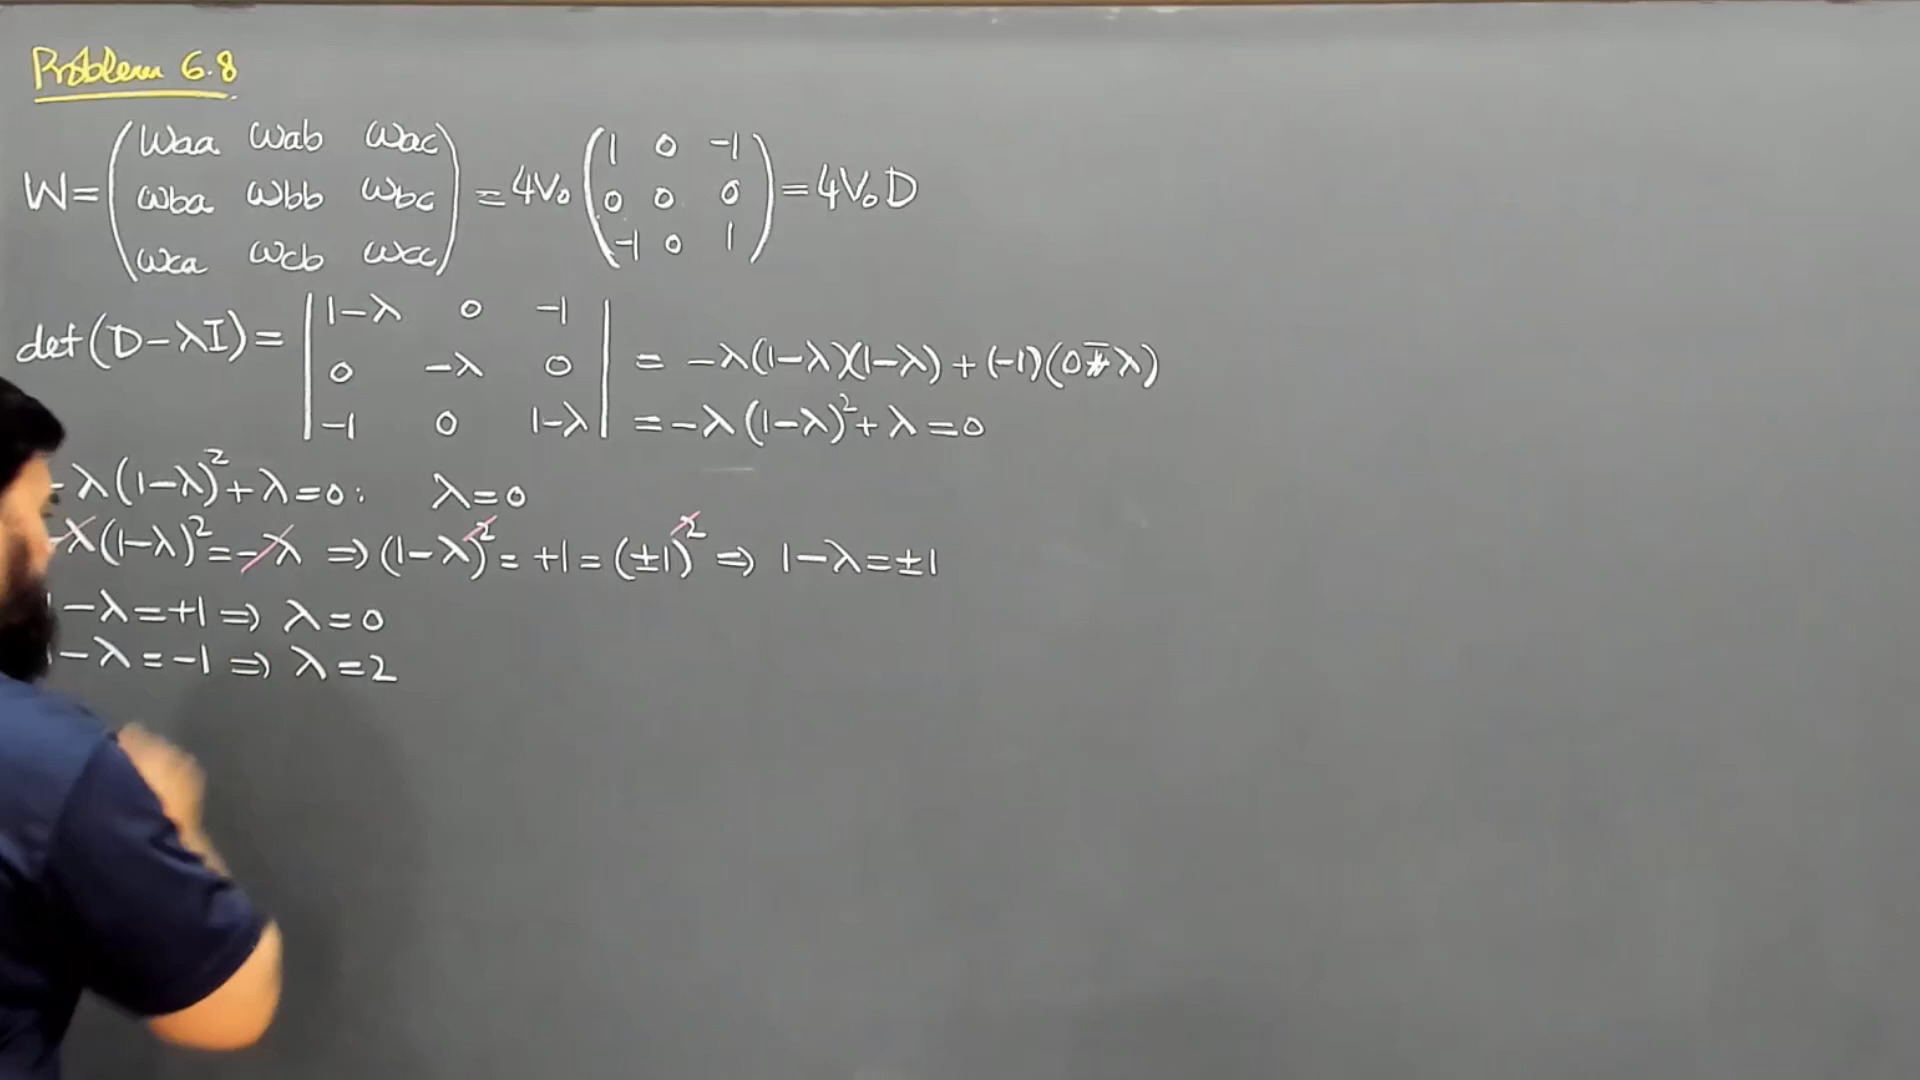 Problem 6.8
W = ( Waa Wab Wac ) = 4V₀ ( 1 0 -1 ) = 4V₀D
( Wba Wbb Wbc ) ( 0 0 0 )
( Wca Wcb Wcc ) ( -1 0 1 )
det(D-λI) = | 1-λ 0 -1 |
| 0 -λ 0 | = -λ(1-λ)(1-λ) + (-1)(0-λ)
| -1 0 1-λ | = -λ(1-λ)² + λ = 0
-λ(1-λ)² + λ = 0 : λ = 0
-λ(1-λ)² = -λ ⇒ (1-λ)² = +1 = (±1)² ⇒ 1-λ = ±1
1-λ = +1 ⇒ λ = 0
1-λ = -1 ⇒ λ = 2